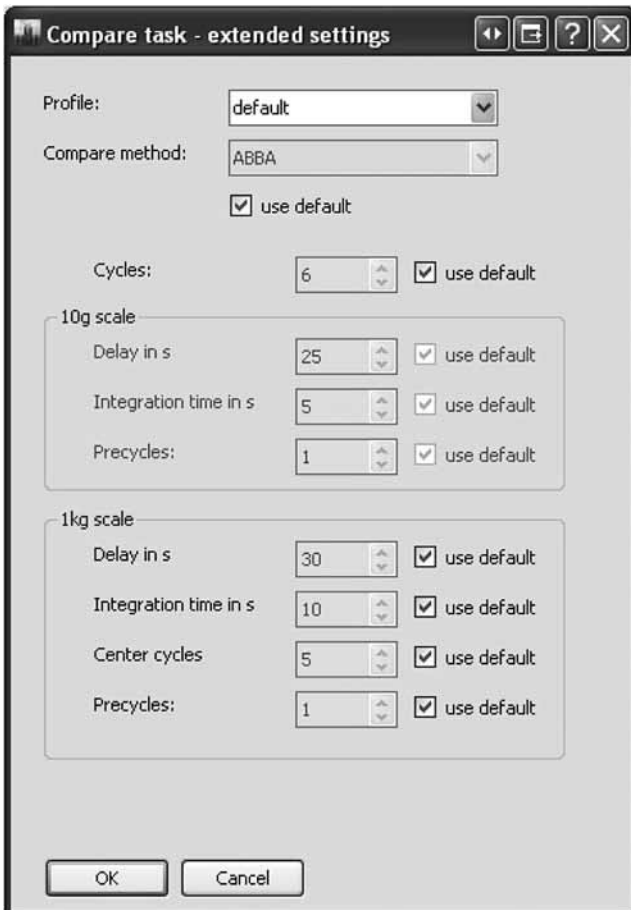 Compare task - extended settings
Profile: default
Compare method: ABBA
use default
Cycles: 6 use default
10g scale
Delay in s 25 use default
Integration time in s 5 use default
Precycles: 1 use default
1kg scale
Delay in s 30 use default
Integration time in s 10 use default
Center cycles 5 use default
Precycles: 1 use default
OK Cancel